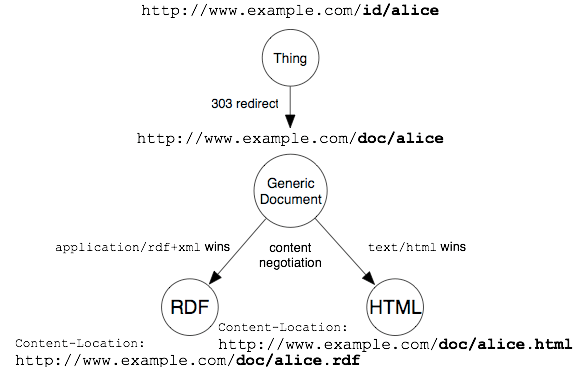 http://www.example.com/id/alice
Thing
303 redirect
http://www.example.com/doc/alice
Generic
Document
application/rdf+xml wins
content
negotiation
text/html wins
RDF
HTML
Content-Location:
http://www.example.com/doc/alice.html
Content-Location:
http://www.example.com/doc/alice.rdf